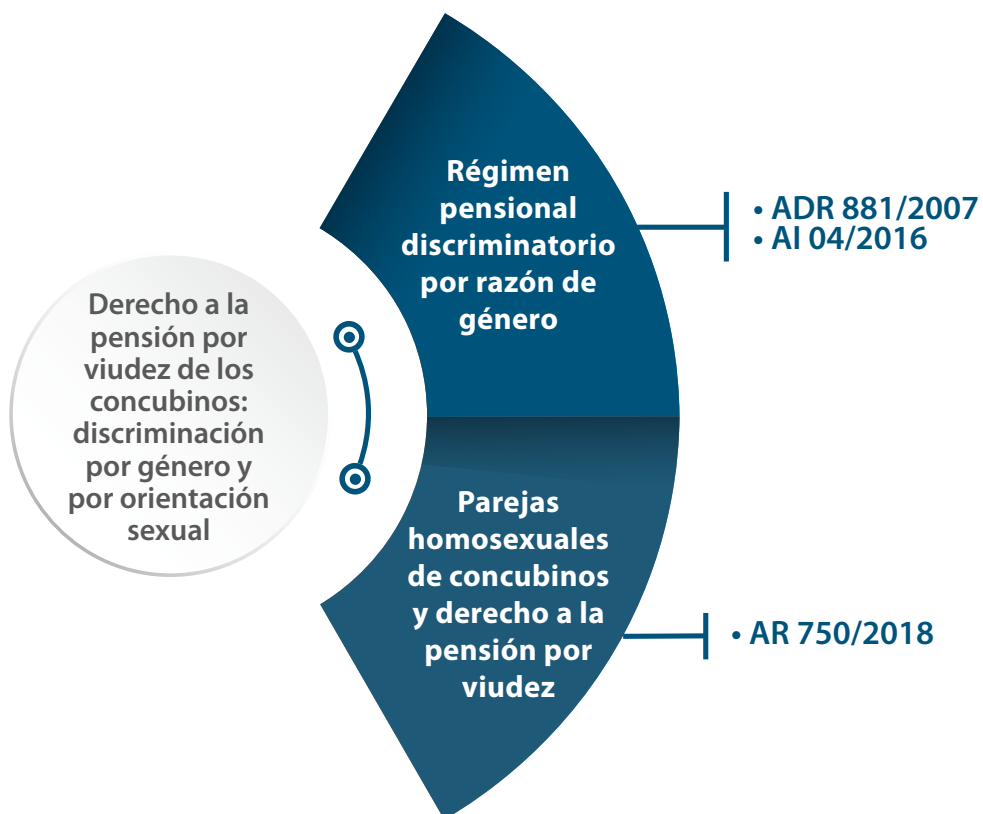 Derecho a la
pensión por
viudez de los
concubinos:
discriminación
por género y
por orientación
sexual
Régimen
pensional
discriminatorio
por razón de
género
• ADR 881/2007
• AI 04/2016
Parejas
homosexuales
de concubinos
y derecho a la
pensión por
viudez
• AR 750/2018